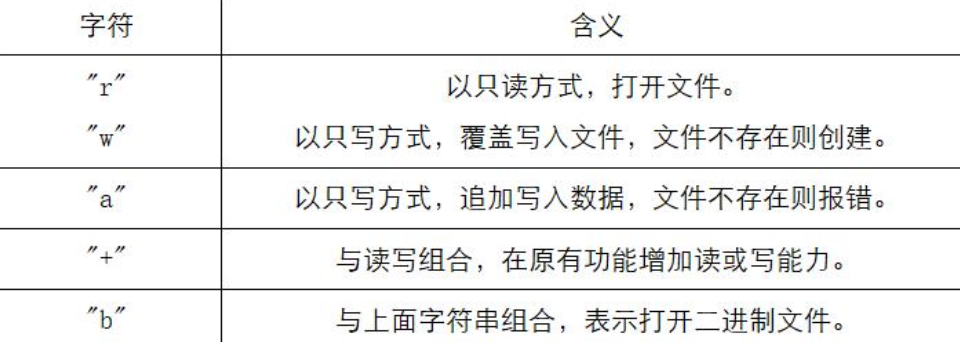 字符 含义
"r" 以只读方式，打开文件。
"w" 以只写方式，覆盖写入文件，文件不存在则创建。
"a" 以只写方式，追加写入数据，文件不存在则报错。
"+" 与读写组合，在原有功能增加读或写能力。
"b" 与上面字符串组合，表示打开二进制文件。